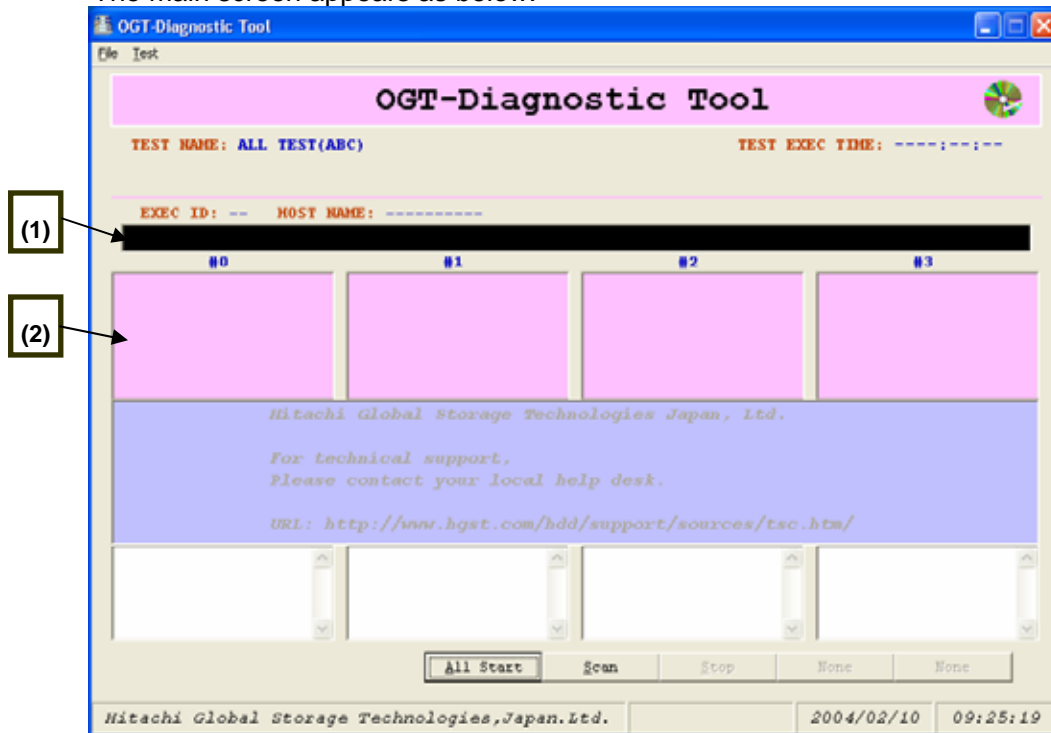 The main screen appears as below.
OGT-Diagnostic Tool
File Test
OGT-Diagnostic Tool
TEST NAME: ALL TEST(ABC) TEST EXEC TIME: ----:--:--
EXEC ID: -- HOST NAME: ----------
(1)
#0 #1 #2 #3
(2)
Hitachi Global Storage Technologies Japan, Ltd.
For technical support,
Please contact your local help desk.
URL: http://www.hgst.com/hdd/support/sources/tsc.htm/
All Start Scan Stop None None
Hitachi Global Storage Technologies,Japan.Ltd. 2004/02/10 09:25:19